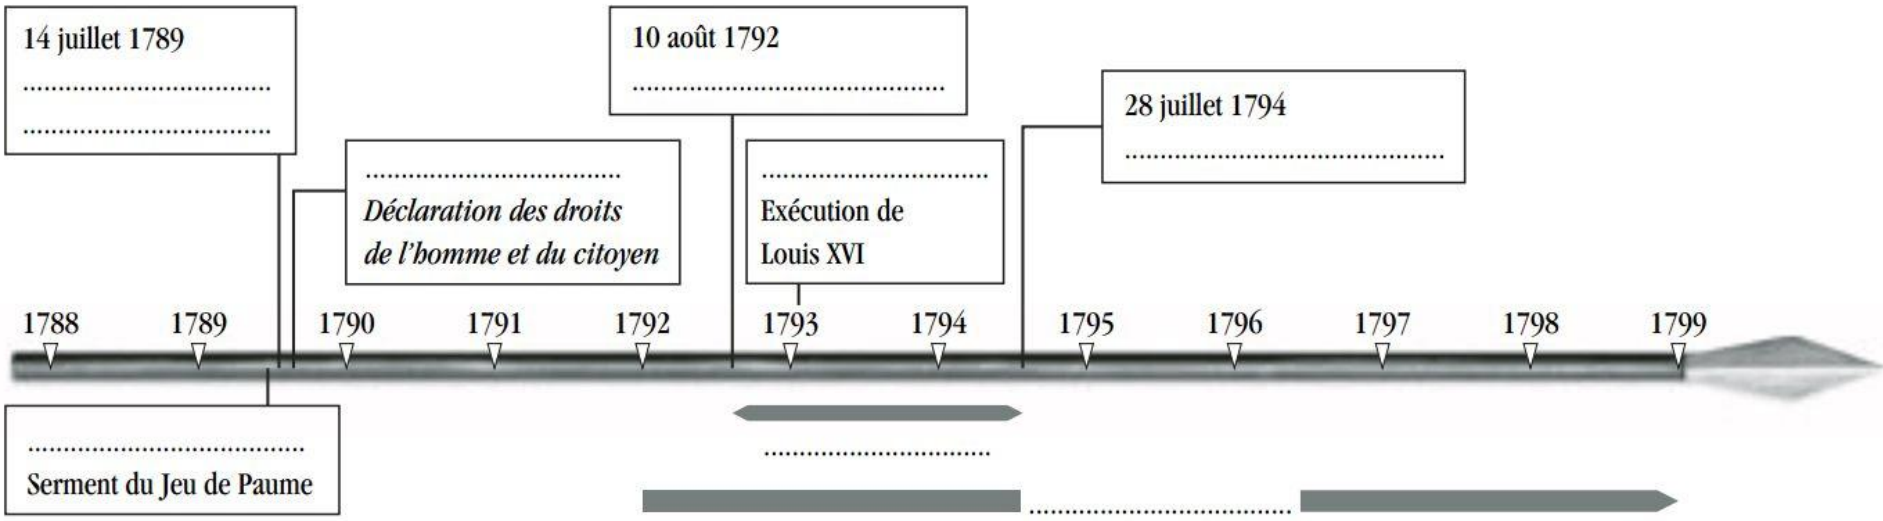 14 juillet 1789
..................................
..................................
10 août 1792
...........................................
28 juillet 1794
............................................
...................................
Déclaration des droits
de l'homme et du citoyen
...............................
Exécution de
Louis XVI
1788 1789 1790 1791 1792 1793 1794 1795 1796 1797 1798 1799
......................................
Serment du Jeu de Paume
...............................
....................................